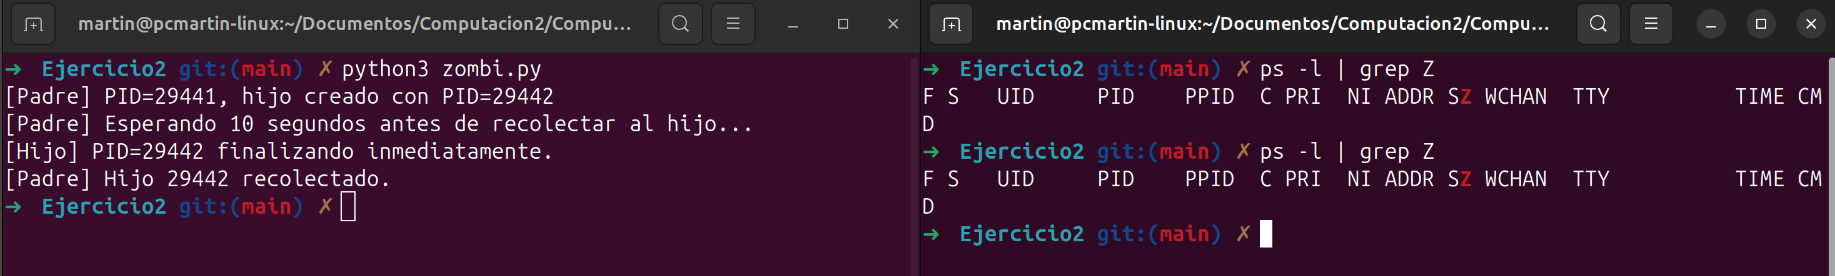 martin@pcmartin-linux:~/Documentos/Computacion2/Compu...
➜  Ejercicio2 git:(main) ✗ python3 zombi.py
[Padre] PID=29441, hijo creado con PID=29442
[Padre] Esperando 10 segundos antes de recolectar al hijo...
[Hijo] PID=29442 finalizando inmediatamente.
[Padre] Hijo 29442 recolectado.
➜  Ejercicio2 git:(main) ✗
martin@pcmartin-linux:~/Documentos/Computacion2/Compu...
➜  Ejercicio2 git:(main) ✗ ps -l | grep Z
F S   UID     PID    PPID  C PRI  NI ADDR SZ WCHAN  TTY          TIME CM
D
➜  Ejercicio2 git:(main) ✗ ps -l | grep Z
F S   UID     PID    PPID  C PRI  NI ADDR SZ WCHAN  TTY          TIME CM
D
➜  Ejercicio2 git:(main) ✗